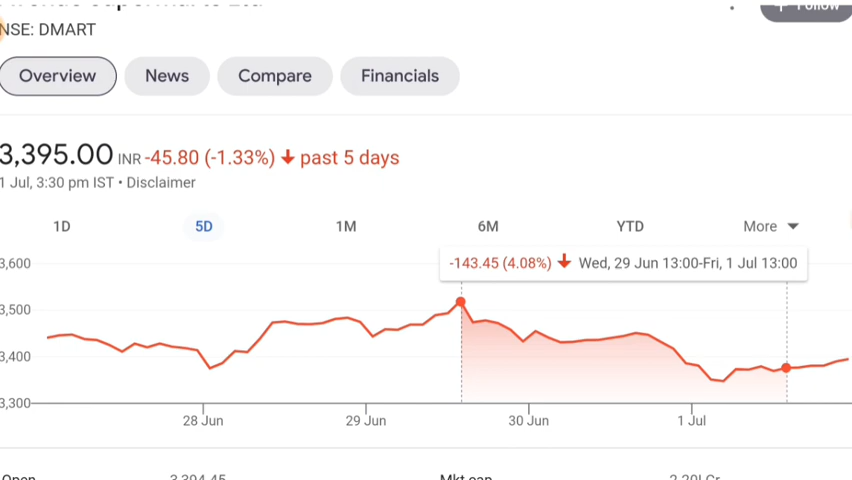 NSE: DMART
Overview News Compare Financials
3,395.00 INR -45.80 (-1.33%) ↓ past 5 days
1 Jul, 3:30 pm IST • Disclaimer
1D 5D 1M 6M YTD More
-143.45 (4.08%) ↓ Wed, 29 Jun 13:00-Fri, 1 Jul 13:00
3,600
3,500
3,400
3,300
28 Jun 29 Jun 30 Jun 1 Jul
Open 3,394.45 Mkt cap 2.20LCr